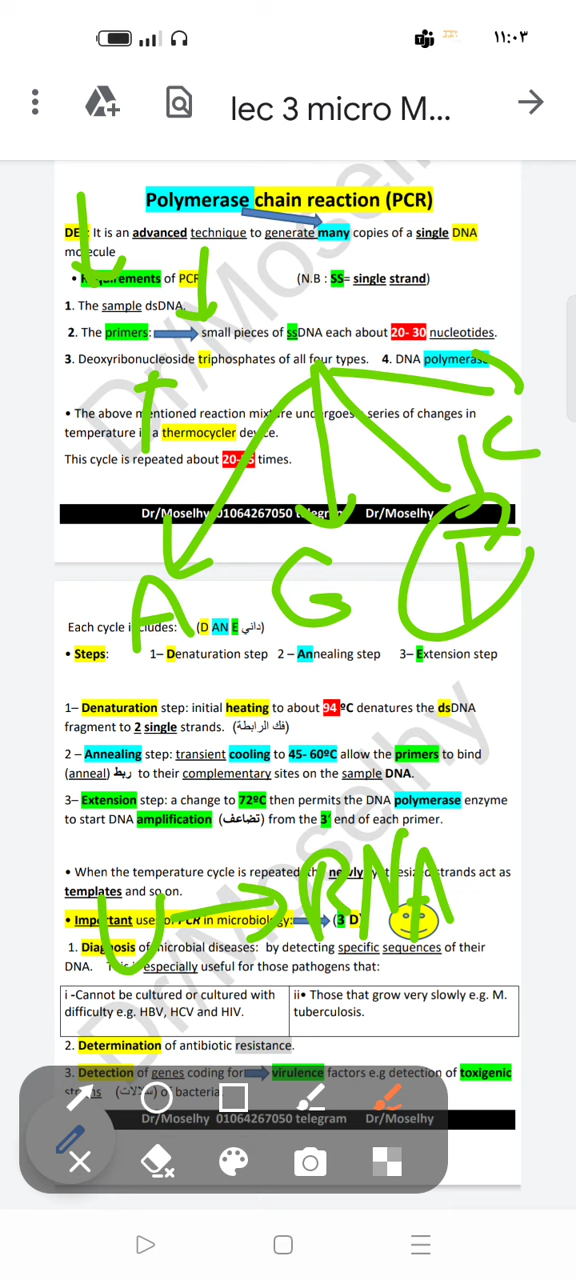 ١١:٠٣
lec 3 micro M...
Polymerase chain reaction (PCR)
DEF: It is an advanced technique to generate many copies of a single DNA
molecule
• Requirements of PCR (N.B : SS= single strand)
1. The sample dsDNA.
2. The primers: small pieces of ssDNA each about 20- 30 nucleotides.
3. Deoxyribonucleoside triphosphates of all four types. 4. DNA polymerase
• The above mentioned reaction mixture undergoes series of changes in
temperature in a thermocycler device.
This cycle is repeated about 20- times.
Dr/Moselhy 01064267050 telegram Dr/Moselhy
A G C T
Each cycle includes: (D AN E داني)
• Steps: 1– Denaturation step 2 – Annealing step 3– Extension step
1– Denaturation step: initial heating to about 94 ºC denatures the dsDNA
fragment to 2 single strands. (فك الرابطة)
2 – Annealing step: transient cooling to 45- 60ºC allow the primers to bind
(anneal) ربط to their complementary sites on the sample DNA.
3– Extension step: a change to 72ºC then permits the DNA polymerase enzyme
to start DNA amplification (تضاعف) from the 3' end of each primer.
• When the temperature cycle is repeated, the newly synthesized strands act as
templates and so on.
U RNA
• Important uses of PCR in microbiology: (3 D)
1. Diagnosis of microbial diseases: by detecting specific sequences of their
DNA. This is especially useful for those pathogens that:
i -Cannot be cultured or cultured with
difficulty e.g. HBV, HCV and HIV.
ii• Those that grow very slowly e.g. M.
tuberculosis.
2. Determination of antibiotic resistance.
3. Detection of genes coding for virulence factors e.g detection of toxigenic
strains (سلالات) of bacteria
Dr/Moselhy 01064267050 telegram Dr/Moselhy
Dr/Moselhy
Dr/Moselhy